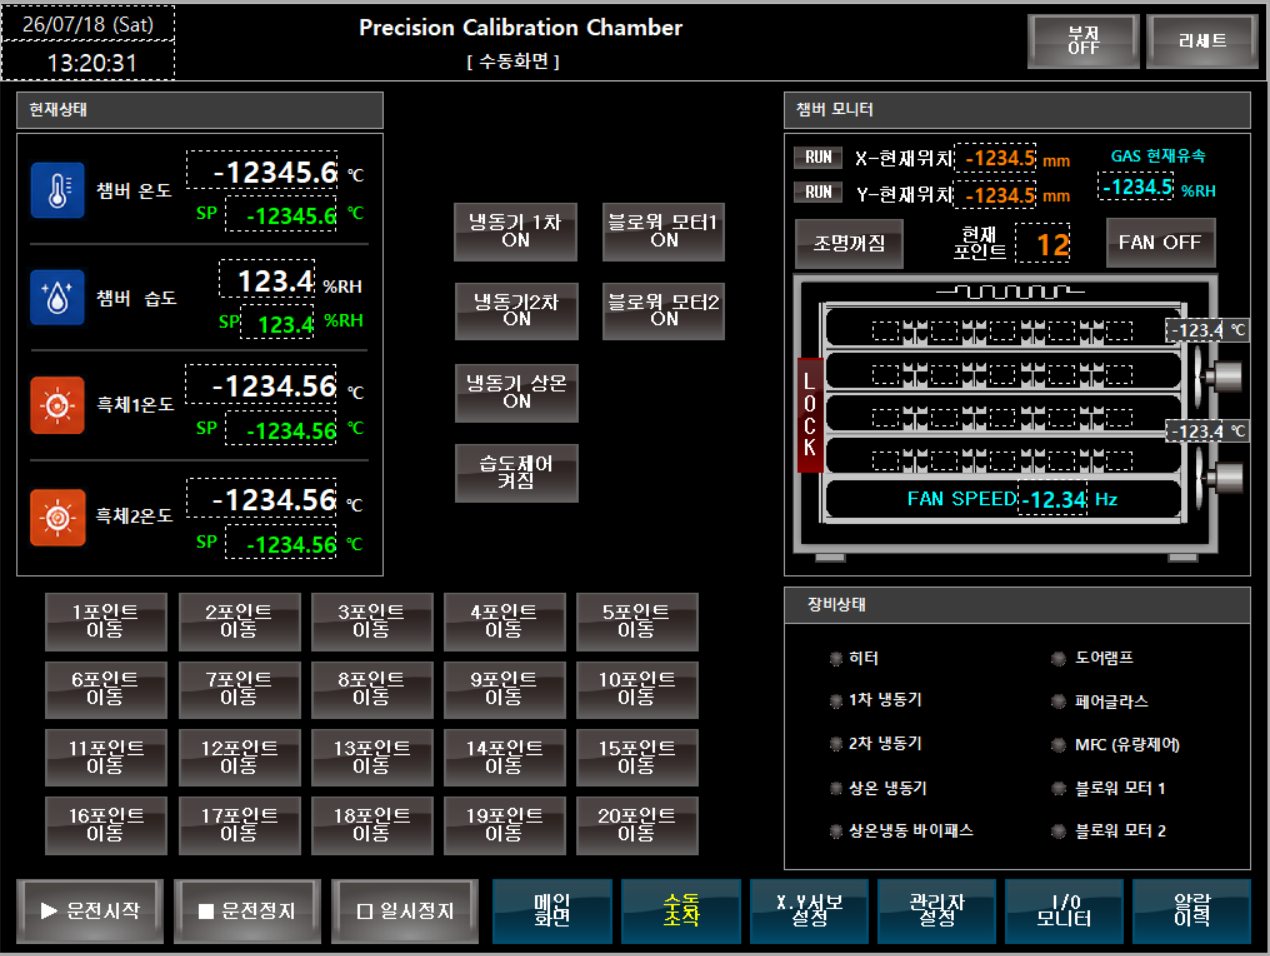 26/07/18 (Sat)
13:20:31
Precision Calibration Chamber
[ 수동화면 ]
부저
OFF
리세트
현재상태
챔버 온도
-12345.6 ℃
SP -12345.6 ℃
챔버 습도
123.4 %RH
SP 123.4 %RH
흑체1온도
-1234.56 ℃
SP -1234.56 ℃
흑체2온도
-1234.56 ℃
SP -1234.56 ℃
냉동기 1차
ON
블로워 모터1
ON
냉동기2차
ON
블로워 모터2
ON
냉동기 상온
ON
습도제어
켜짐
챔버 모니터
RUN X-현재위치 -1234.5 mm
RUN Y-현재위치 -1234.5 mm
GAS 현재유속
-1234.5 %RH
조명꺼짐
현재
포인트
12
FAN OFF
-123.4 ℃
LOCK
-123.4 ℃
FAN SPEED -12.34 Hz
1포인트
이동
2포인트
이동
3포인트
이동
4포인트
이동
5포인트
이동
6포인트
이동
7포인트
이동
8포인트
이동
9포인트
이동
10포인트
이동
11포인트
이동
12포인트
이동
13포인트
이동
14포인트
이동
15포인트
이동
16포인트
이동
17포인트
이동
18포인트
이동
19포인트
이동
20포인트
이동
장비상태
히터
도어램프
1차 냉동기
페어글라스
2차 냉동기
MFC (유량제어)
상온 냉동기
블로워 모터 1
상온냉동 바이패스
블로워 모터 2
▶ 운전시작
■ 운전정지
□ 일시정지
메인
화면
수동
조작
X.Y서보
설정
관리자
설정
I/O
모니터
알람
이력